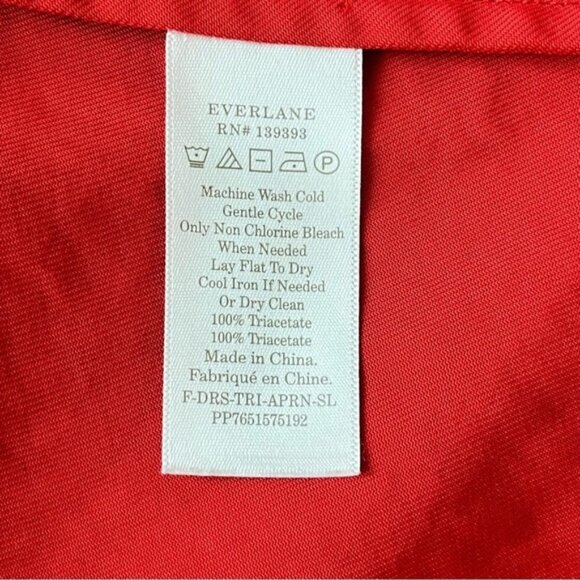 EVERLANE
RN# 139393
P
Machine Wash Cold
Gentle Cycle
Only Non Chlorine Bleach
When Needed
Lay Flat To Dry
Cool Iron If Needed
Or Dry Clean
100% Triacetate
100% Triacetate
Made in China.
Fabriqué en Chine.
F-DRS-TRI-APRN-SL
PP7651575192